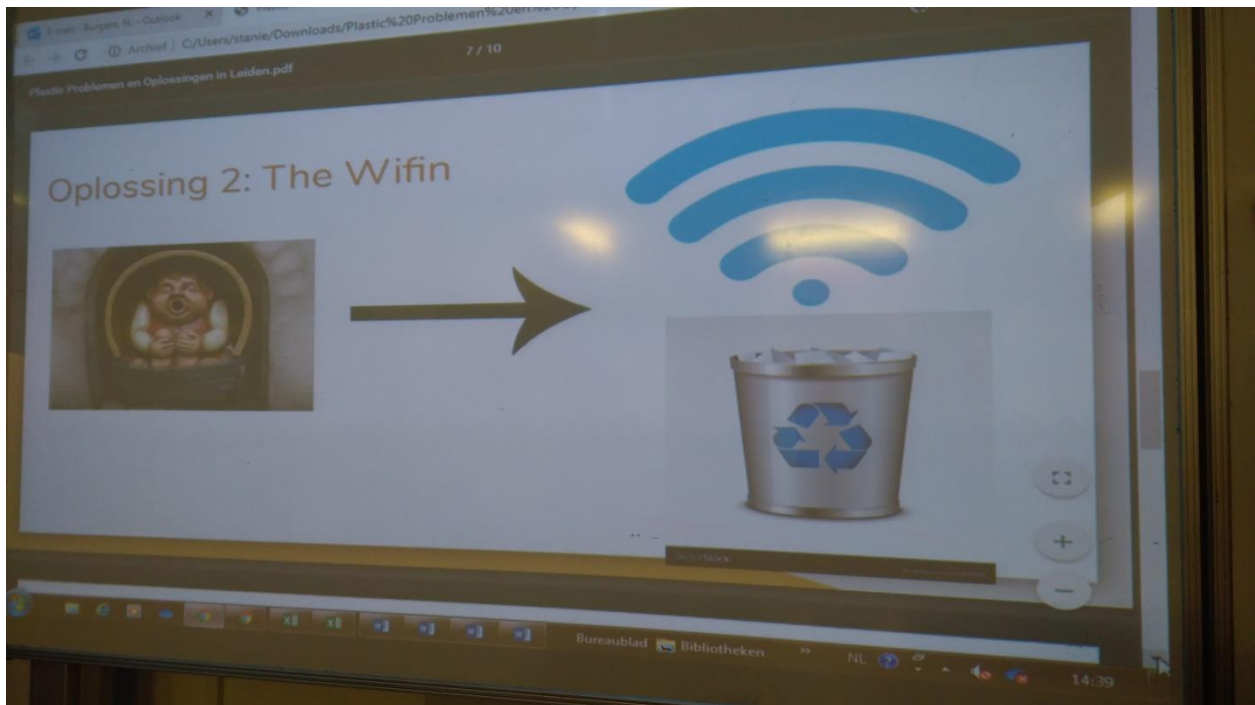 E-mail - Burgers, N. - Outlook
Archief | C:/Users/stanie/Downloads/Plastic%20Problemen%20en%20
Plastic Problemen en Oplossingen in Leiden.pdf
7 / 10
Oplossing 2: The Wifin
VectorStock
Bureaublad
Bibliotheken
NL
14:39